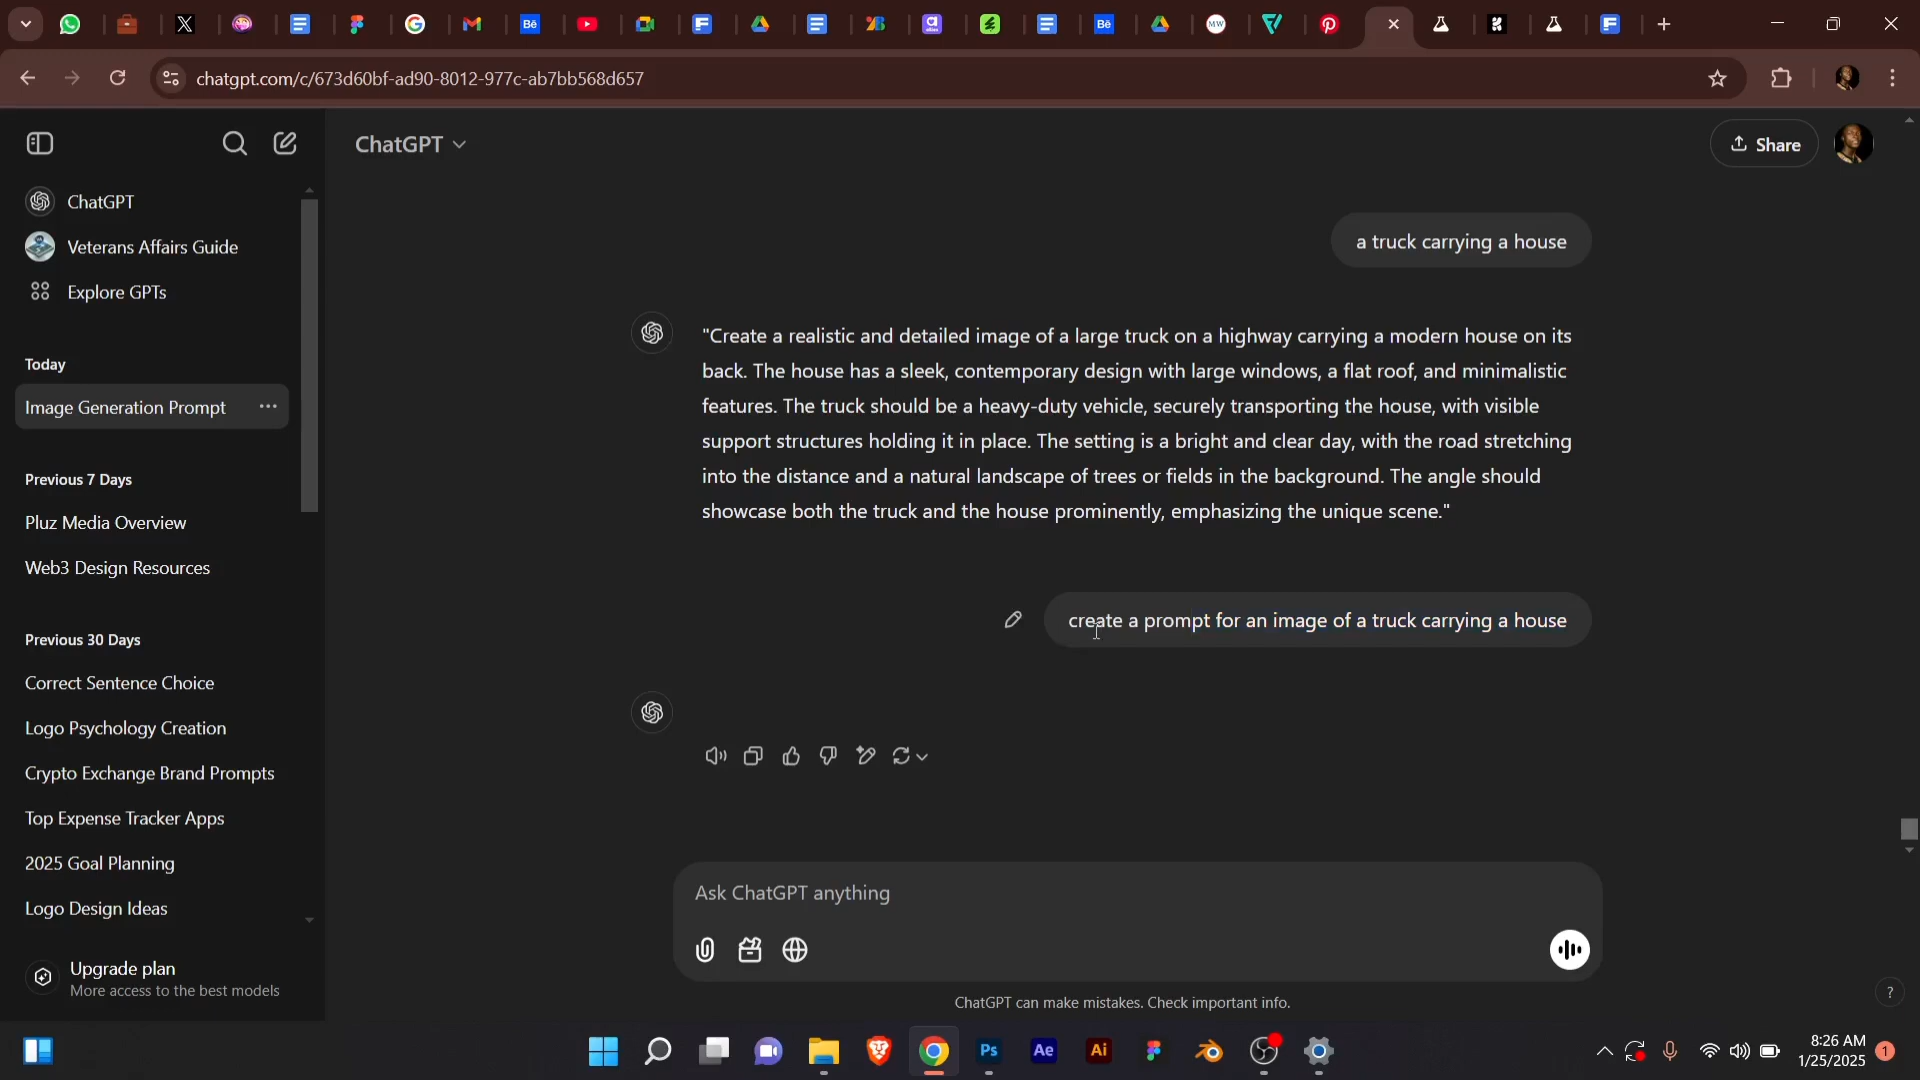 chatgpt.com/c/673d60bf-ad90-8012-977c-ab7bb568d657
ChatGPT
Share
ChatGPT
Veterans Affairs Guide
Explore GPTs
Today
Image Generation Prompt
Previous 7 Days
Pluz Media Overview
Web3 Design Resources
Previous 30 Days
Correct Sentence Choice
Logo Psychology Creation
Crypto Exchange Brand Prompts
Top Expense Tracker Apps
2025 Goal Planning
Logo Design Ideas
Upgrade plan
More access to the best models
a truck carrying a house
"Create a realistic and detailed image of a large truck on a highway carrying a modern house on its
back. The house has a sleek, contemporary design with large windows, a flat roof, and minimalistic
features. The truck should be a heavy-duty vehicle, securely transporting the house, with visible
support structures holding it in place. The setting is a bright and clear day, with the road stretching
into the distance and a natural landscape of trees or fields in the background. The angle should
showcase both the truck and the house prominently, emphasizing the unique scene."
create a prompt for an image of a truck carrying a house
Ask ChatGPT anything
ChatGPT can make mistakes. Check important info.
?
Ps
Ae
Ai
8:26 AM
1/25/2025
1